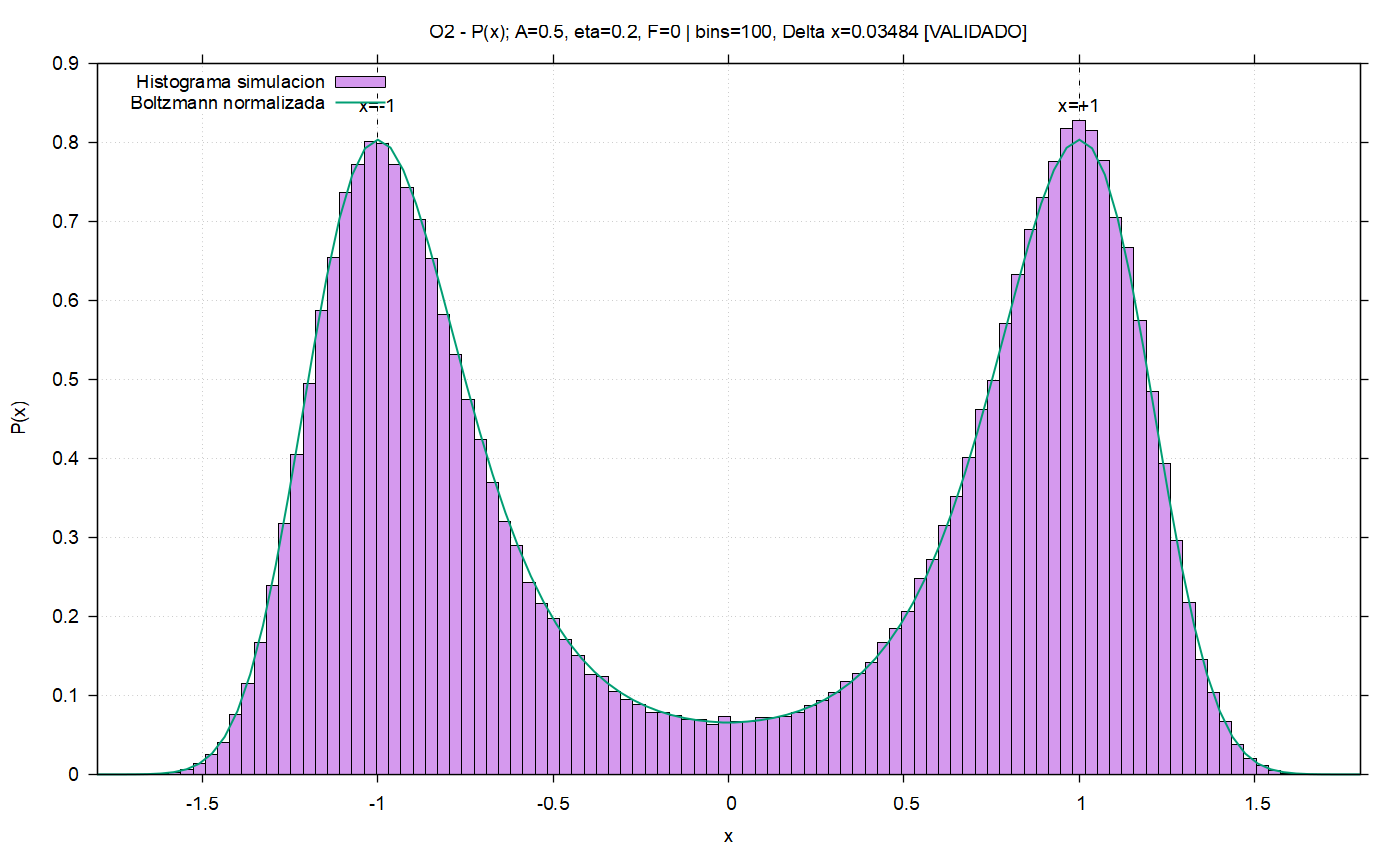 O2 - P(x); A=0.5, eta=0.2, F=0 | bins=100, Delta x=0.03484 [VALIDADO]
Histograma simulacion
Boltzmann normalizada
x=-1
x=+1
0.9
0.8
0.7
0.6
0.5
0.4
0.3
0.2
0.1
0
P(x)
-1.5
-1
-0.5
0
0.5
1
1.5
x